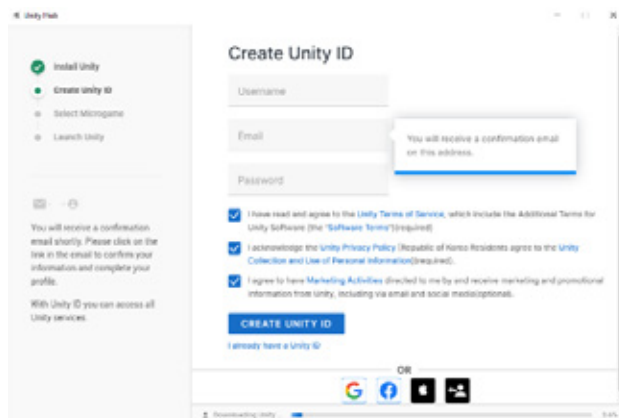 Unity Hub
Install Unity
Create Unity ID
Select Microgame
Launch Unity
You will receive a confirmation
email shortly. Please click on the
link in the email to confirm your
information and complete your
profile.
With Unity ID you can access all
Unity services.
Create Unity ID
Username
Email
You will receive a confirmation email
on this address.
Password
I have read and agree to the Unity Terms of Service, which include the Additional Terms for
Unity Software (the "Software Terms")(required)
I acknowledge the Unity Privacy Policy [Republic of Korea Residents agree to the Unity
Collection and Use of Personal Information](required).
I agree to have Marketing Activities directed to me by and receive marketing and promotional
information from Unity, including via email and social media(optional).
CREATE UNITY ID
I already have a Unity ID
OR
Downloading Unity